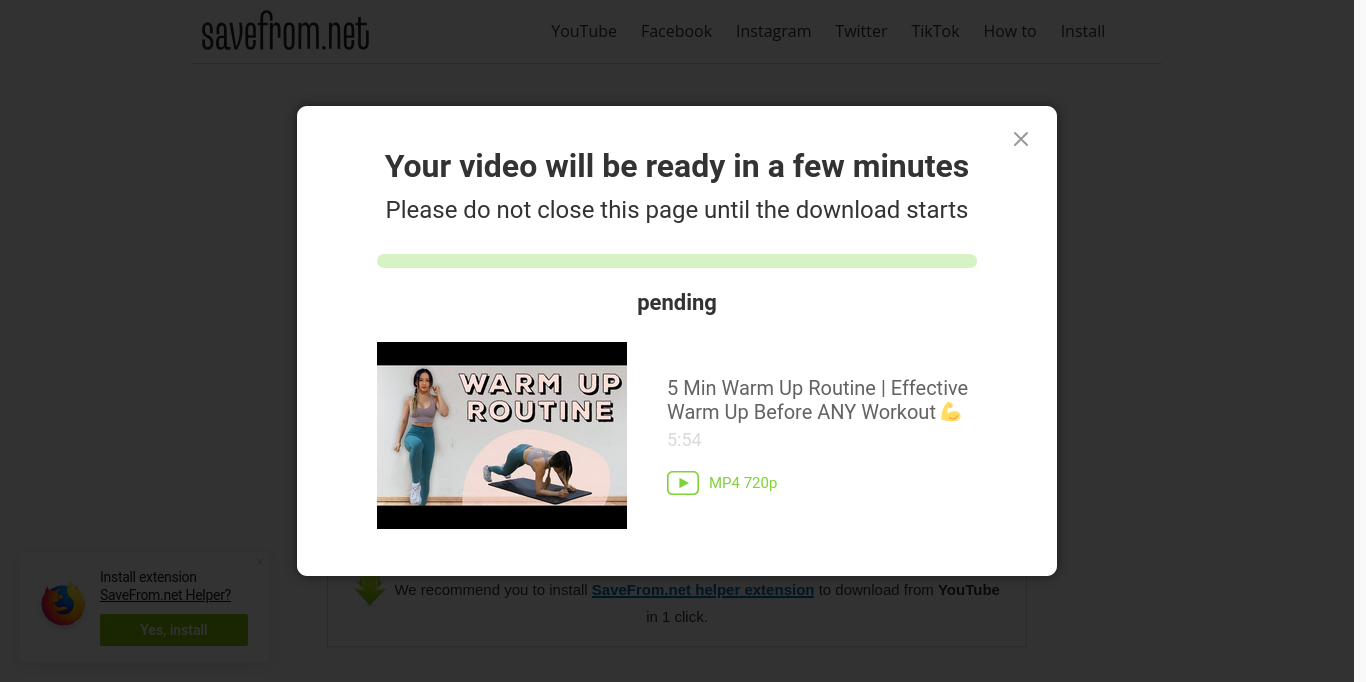 savefrom.net
YouTube Facebook Instagram Twitter TikTok How to Install
Your video will be ready in a few minutes
Please do not close this page until the download starts
pending
WARM UP
ROUTINE
5 Min Warm Up Routine | Effective
Warm Up Before ANY Workout💪
5:54
MP4 720p
Install extension
SaveFrom.net Helper?
Yes, install
We recommend you to install SaveFrom.net helper extension to download from YouTube
in 1 click.